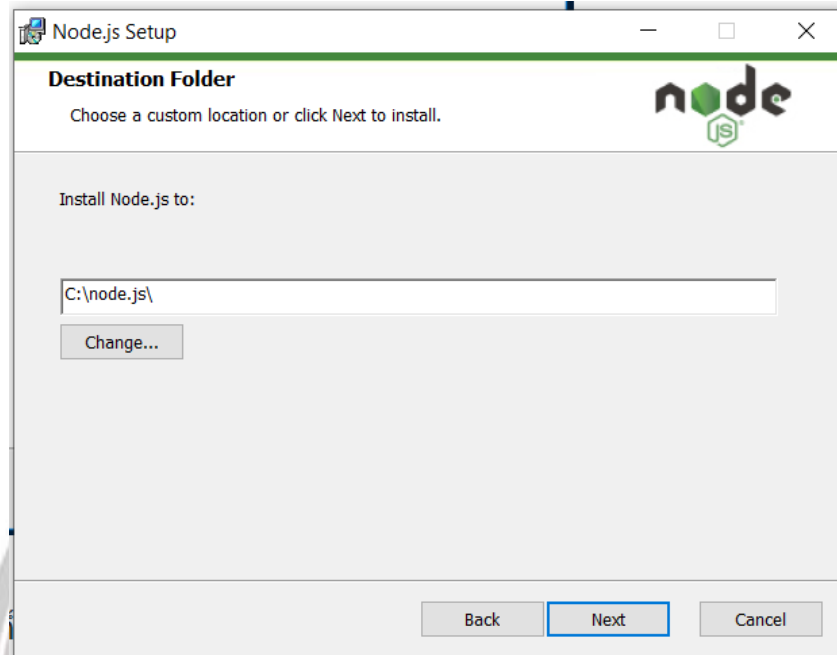 Node.js Setup
Destination Folder
Choose a custom location or click Next to install.
node
JS
Install Node.js to:
C:\node.js\
Change...
Back
Next
Cancel